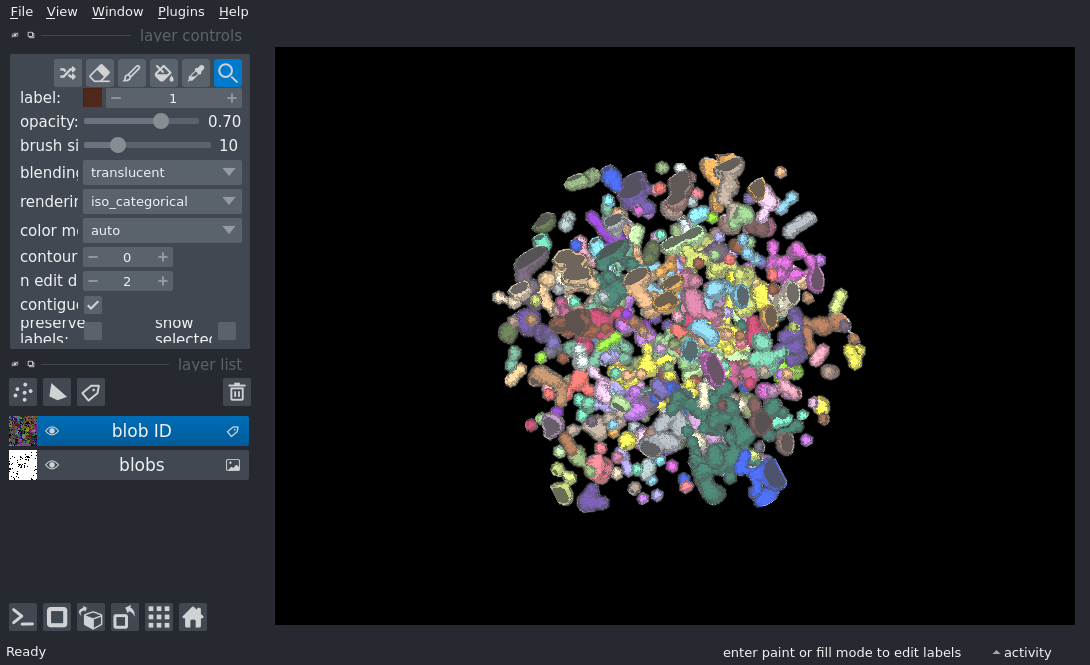 File View Window Plugins Help
layer controls
label: 1
opacity: 0.70
brush si 10
blending translucent
renderin iso_categorical
color m auto
contour 0
n edit d 2
contigue
preserve show
labels: selected
layer list
blob ID
blobs
Ready enter paint or fill mode to edit labels activity